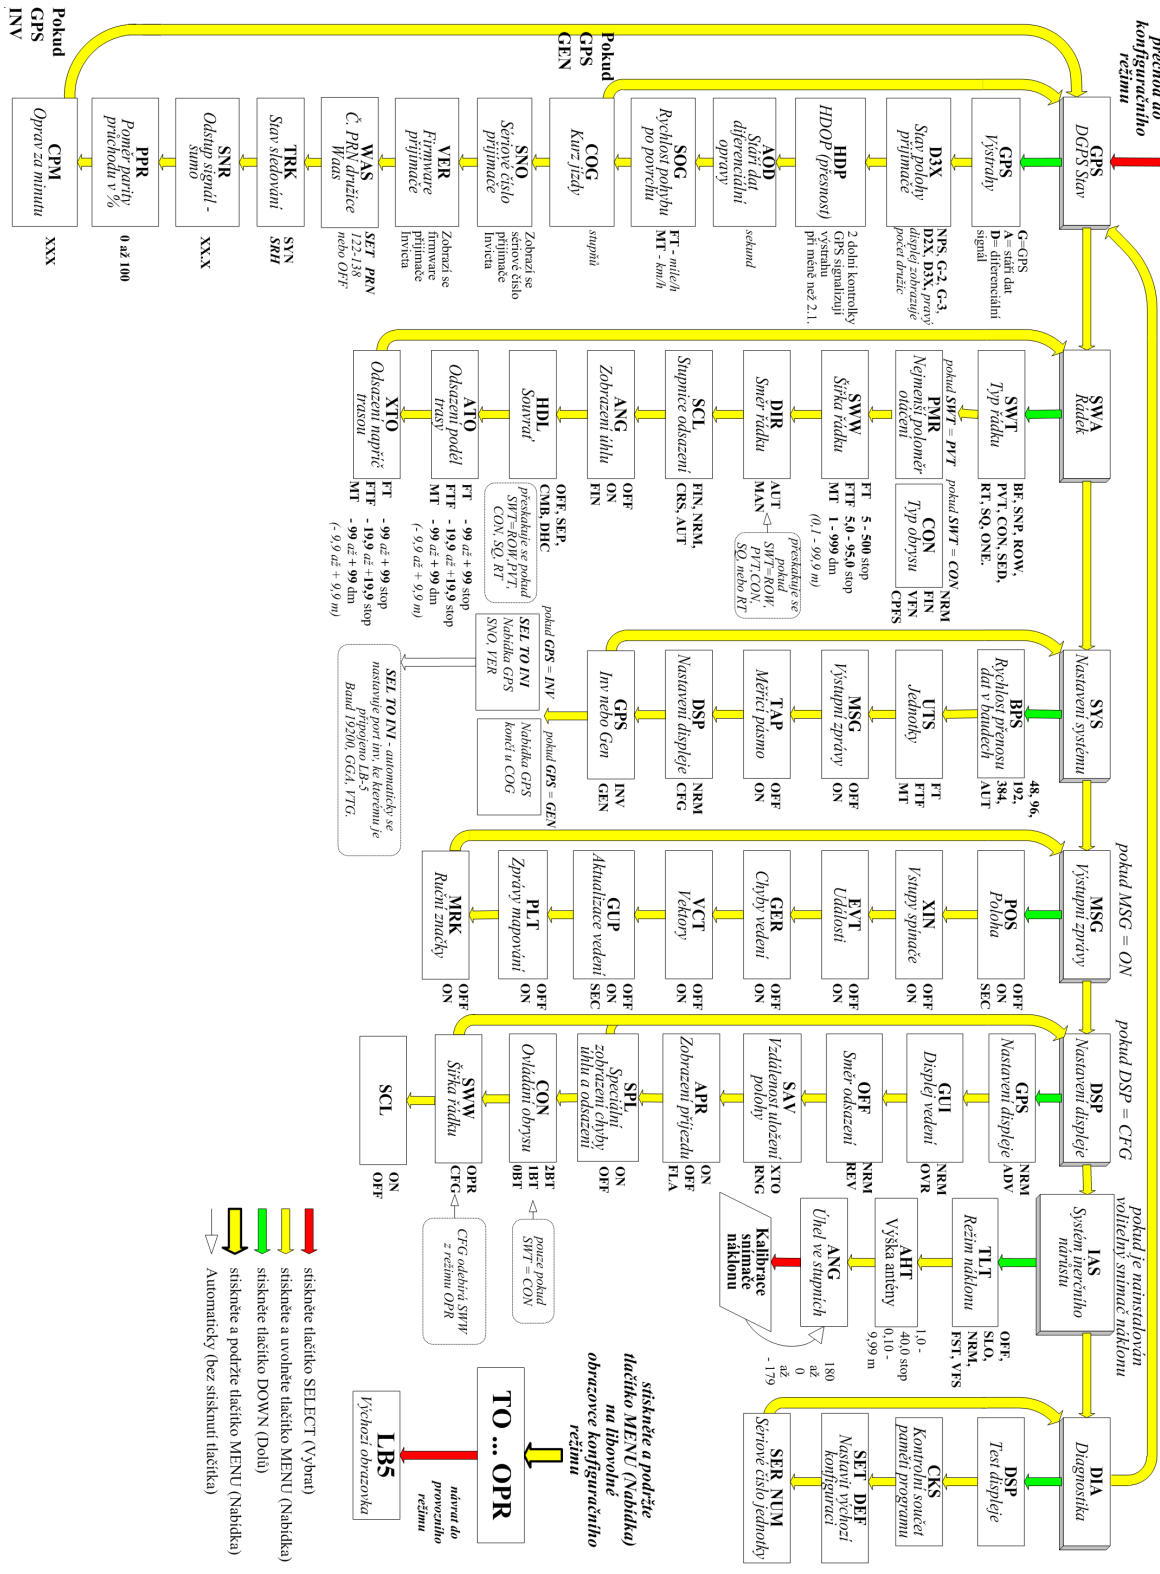 přechod do
konfiguračního
režimu
GPS
DGPS Stav
GPS
Výstrahy
G=GPS
A= stáří dat
D= diferenciální
signál
D3X
Stav polohy
přijímače
NPS, G-2, G-3,
D2X, D3X, pravý
displej zobrazuje
počet družic
HDP
HDOP (přesnost)
2 dolní kontrolky
GPS signalizují
výstrahu
při méně než 2.1.
AOD
Stáří dat
diferenciální
opravy
sekund
SOG
Rychlost pohybu
po povrchu
FT - mile/h
MT - km/h
Pokud
GPS
GEN
COG
Kurz jízdy
stupňů
SNO
Sériové číslo
přijímače
Zobrazí se
sériové číslo
přijímače
Invicta
VER
Firmware
přijímače
Zobrazí se
firmware
přijímače
Invicta
WAS
Č. PRN družice
Waas
SET PRN
122-138
nebo OFF
TRK
Stav sledování
SYN
SRH
SNR
Odstup signál -
šumo
XX.X
PPR
Poměr parity
průchodu v %
0 až 100
Pokud
GPS
INV
CPM
Oprav za minutu
XXX
SWA
Řádek
SWT
Typ řádku
BF, SNP, ROW,
PVT, CON, SED,
RT, SQ, ONE.
pokud SWT = PVT
PMR
Nejmenší poloměr
otáčení
pokud SWT = CON
CON
Typ obrysu
NRM
FIN
VFN
CPFS
SWW
Šířka řádku
FT 5 - 500 stop
FTF 5,0 - 95,0 stop
MT 1 - 999 dm
(0,1 - 99,9 m)
DIR
Směr řádku
AUT
MAN
přeskakuje se
pokud
SWT=ROW,
PVT, CON,
SQ, nebo RT
SCL
Stupnice odsazení
FIN, NRM,
CRS, AUT
ANG
Zobrazení úhlu
OFF
ON
FIN
HDL
Souvrať
OFF, SEP,
CMB, DHC
přeskakuje se pokud
SWT=ROW,PVT,
CON, SQ, RT
ATO
Odsazení podél
trasy
FT - 99 až + 99 stop
FTF - 19,9 až +19,9 stop
MT - 99 až + 99 dm
(- 9,9 až + 9,9 m)
XTO
Odsazení napříč
trasou
FT - 99 až + 99 stop
FTF - 19,9 až +19,9 stop
MT - 99 až + 99 dm
(- 9,9 až + 9,9 m)
SYS
Nastavení systému
BPS
Rychlost přenosu
dat v baudech
48, 96,
192,
384,
AUT
UTS
Jednotky
FT
FTF
MT
MSG
Výstupní zprávy
OFF
ON
TAP
Měřicí pásmo
OFF
ON
DSP
Nastavení displeje
NRM
CFG
GPS
Inv nebo Gen
INV
GEN
pokud GPS = INV
SEL TO INI
Nabídka GPS
SNO, VER
pokud GPS = GEN
Nabídka GPS
končí u COG
SEL TO INI - automaticky se
nastavuje port inv, ke kterému je
připojeno LB-5
Baud 19200, GGA, VTG.
pokud MSG = ON
MSG
Výstupní zprávy
POS
Poloha
OFF
ON
SEC
XIN
Vstupy spínače
OFF
ON
EVT
Události
OFF
ON
GER
Chyby vedení
OFF
ON
VCT
Vektory
OFF
ON
GUP
Aktualizace vedení
OFF
ON
SEC
PLT
Zprávy mapování
OFF
ON
MRK
Ruční značky
OFF
ON
pokud DSP = CFG
DSP
Nastavení displeje
GPS
Nastavení displeje
NRM
ADV
GUI
Displej vedení
NRM
OVR
OFF
Směr odsazení
NRM
REV
SAV
Vzdálenost uložení
polohy
XTO
RNG
APR
Zobrazení příjezdu
ON
OFF
FLA
SPL
Speciální
zobrazení chyby
úhlu a odsazení
ON
OFF
CON
Ovládání obrysu
2BT
1BT
0BT
pouze pokud
SWT = CON
SWW
Šířka řádku
OPR
CFG
CFG odebírá SWW
z režimu OPR
SCL
ON
OFF
pokud je nainstalován
volitelný snímač náklonu
IAS
Systém inerčního
nárůstu
TLT
Režim náklonu
OFF,
SLO,
NRM,
FST, VFS
AHT
Výška antény
1,0 -
40,0 stop
0,10 -
9,99 m
ANG
Úhel ve stupních
180
až
0
až
- 179
Kalibrace
snímače
náklonu
DIA
Diagnostika
DSP
Test displeje
CKS
Kontrolní součet
paměti programu
SET DEF
Nastavit výchozí
konfiguraci
SER NUM
Sériové číslo jednotky
stiskněte a podržte
tlačítko MENU (Nabídka)
na libovolné
obrazovce konfiguračního
režimu
TO ... OPR
návrat do
provozního
režimu
LB5
Výchozí obrazovka
stiskněte tlačítko SELECT (Vybrat)
stiskněte a uvolněte tlačítko MENU (Nabídka)
stiskněte tlačítko DOWN (Dolů)
stiskněte a podržte tlačítko MENU (Nabídka)
Automaticky (bez stisknutí tlačítka)